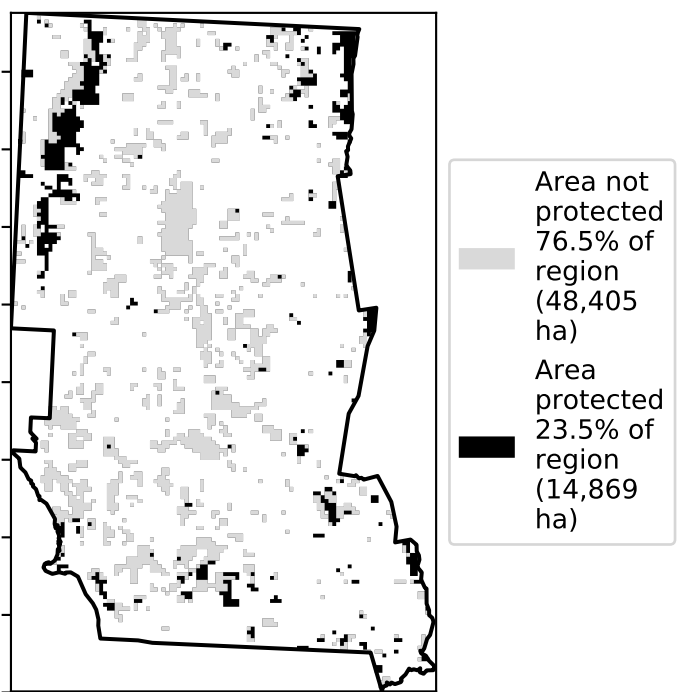 Area not
protected
76.5% of
region
(48,405
ha)
Area
protected
23.5% of
region
(14,869
ha)